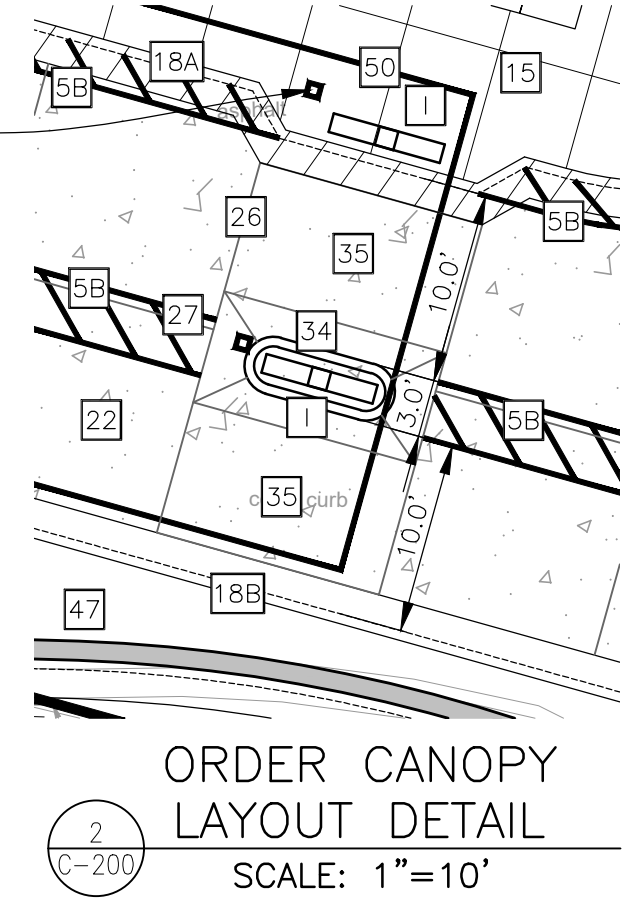 50
15
18A
5B
I
asphalt
26
5B
35
10.0'
5B
27
34
3.0'
22
I
5B
35
curb
10.0'
18B
47
ORDER CANOPY
LAYOUT DETAIL
2
C-200
SCALE: 1"=10'